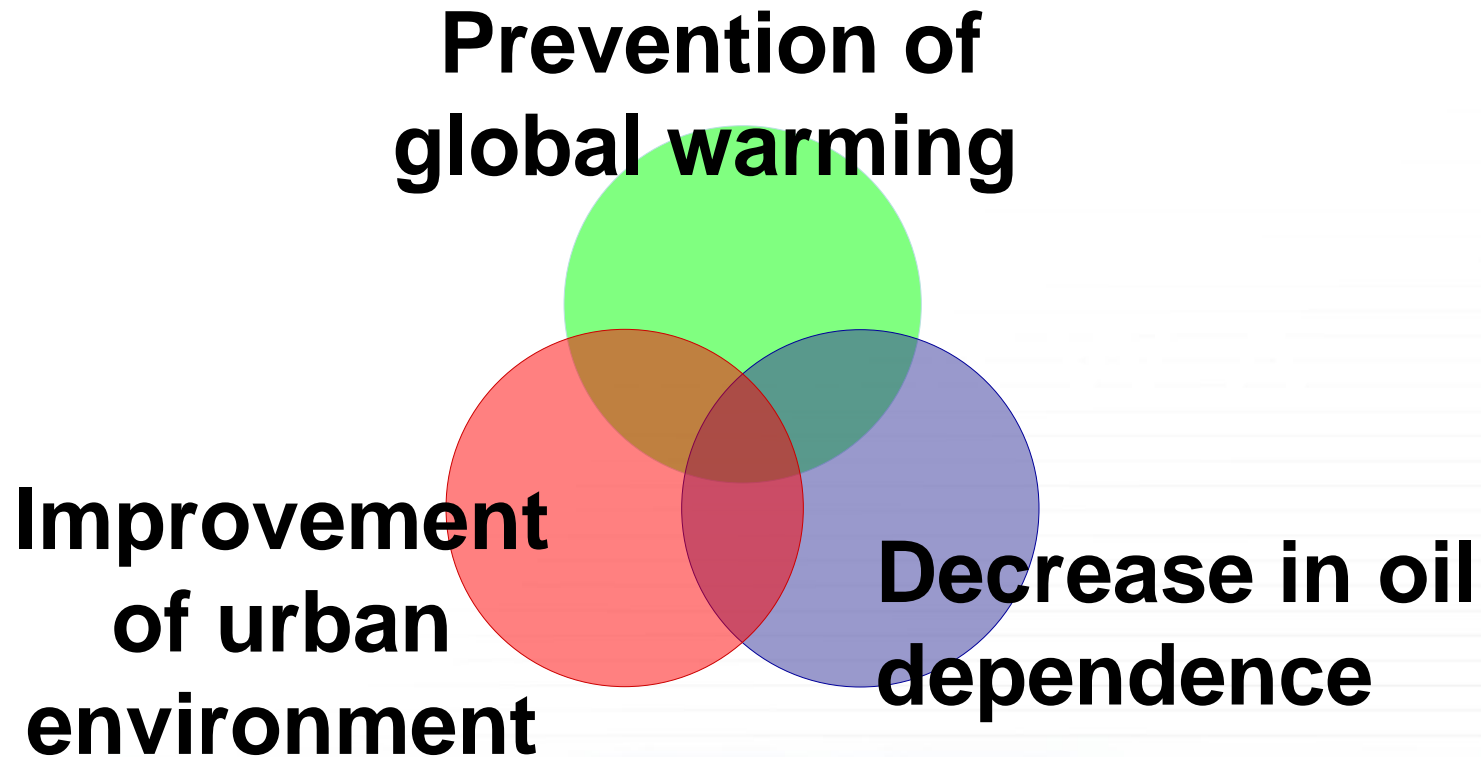 Prevention of
global warming
Improvement
of urban
environment
Decrease in oil
dependence